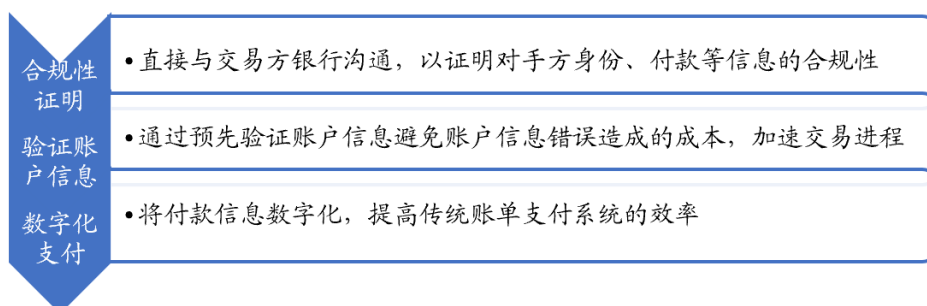 合规性
证明
•直接与交易方银行沟通，以证明对手方身份、付款等信息的合规性
验证账
户信息
•通过预先验证账户信息避免账户信息错误造成的成本，加速交易进程
数字化
支付
•将付款信息数字化，提高传统账单支付系统的效率